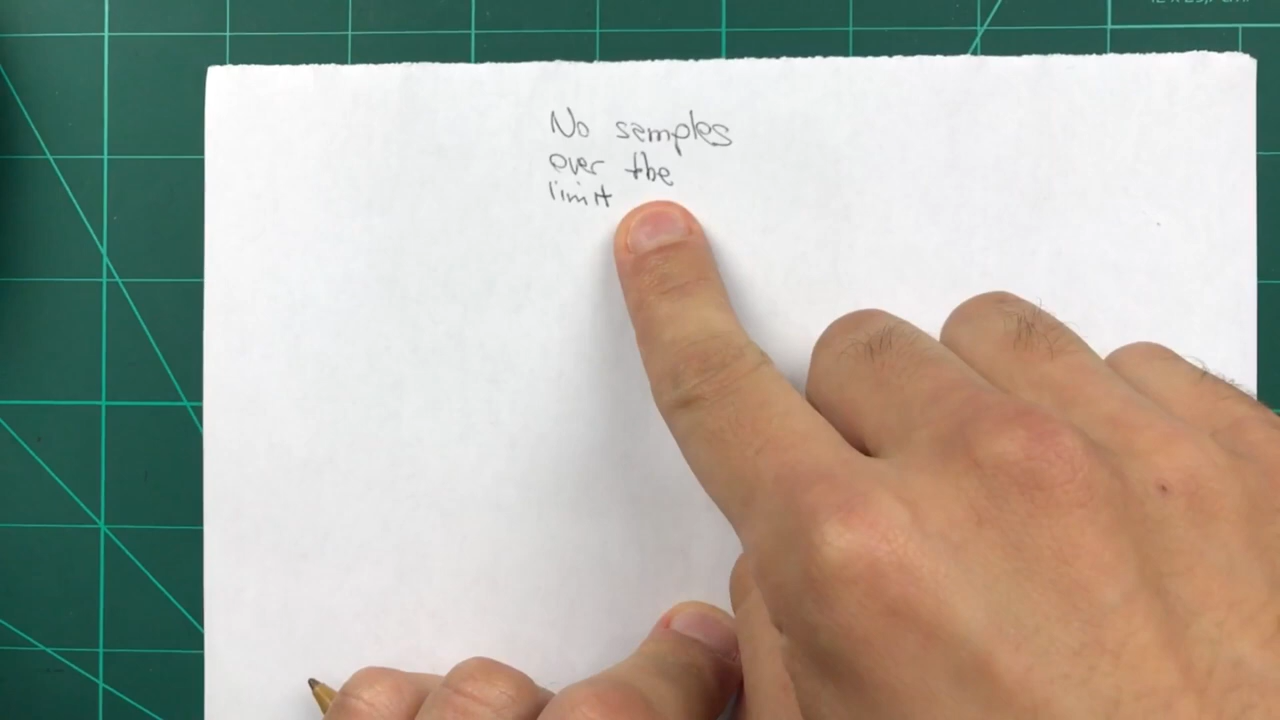 No samples
over the
limit